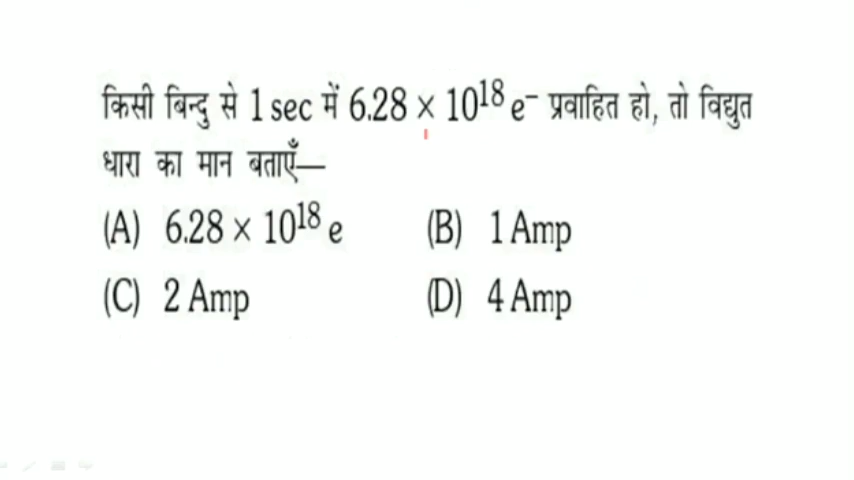 किसी बिन्दु से 1 sec में 6.28 × 10¹⁸ e⁻ प्रवाहित हो, तो विद्युत
धारा का मान बताएँ—
(A) 6.28 × 10¹⁸ e (B) 1 Amp
(C) 2 Amp (D) 4 Amp